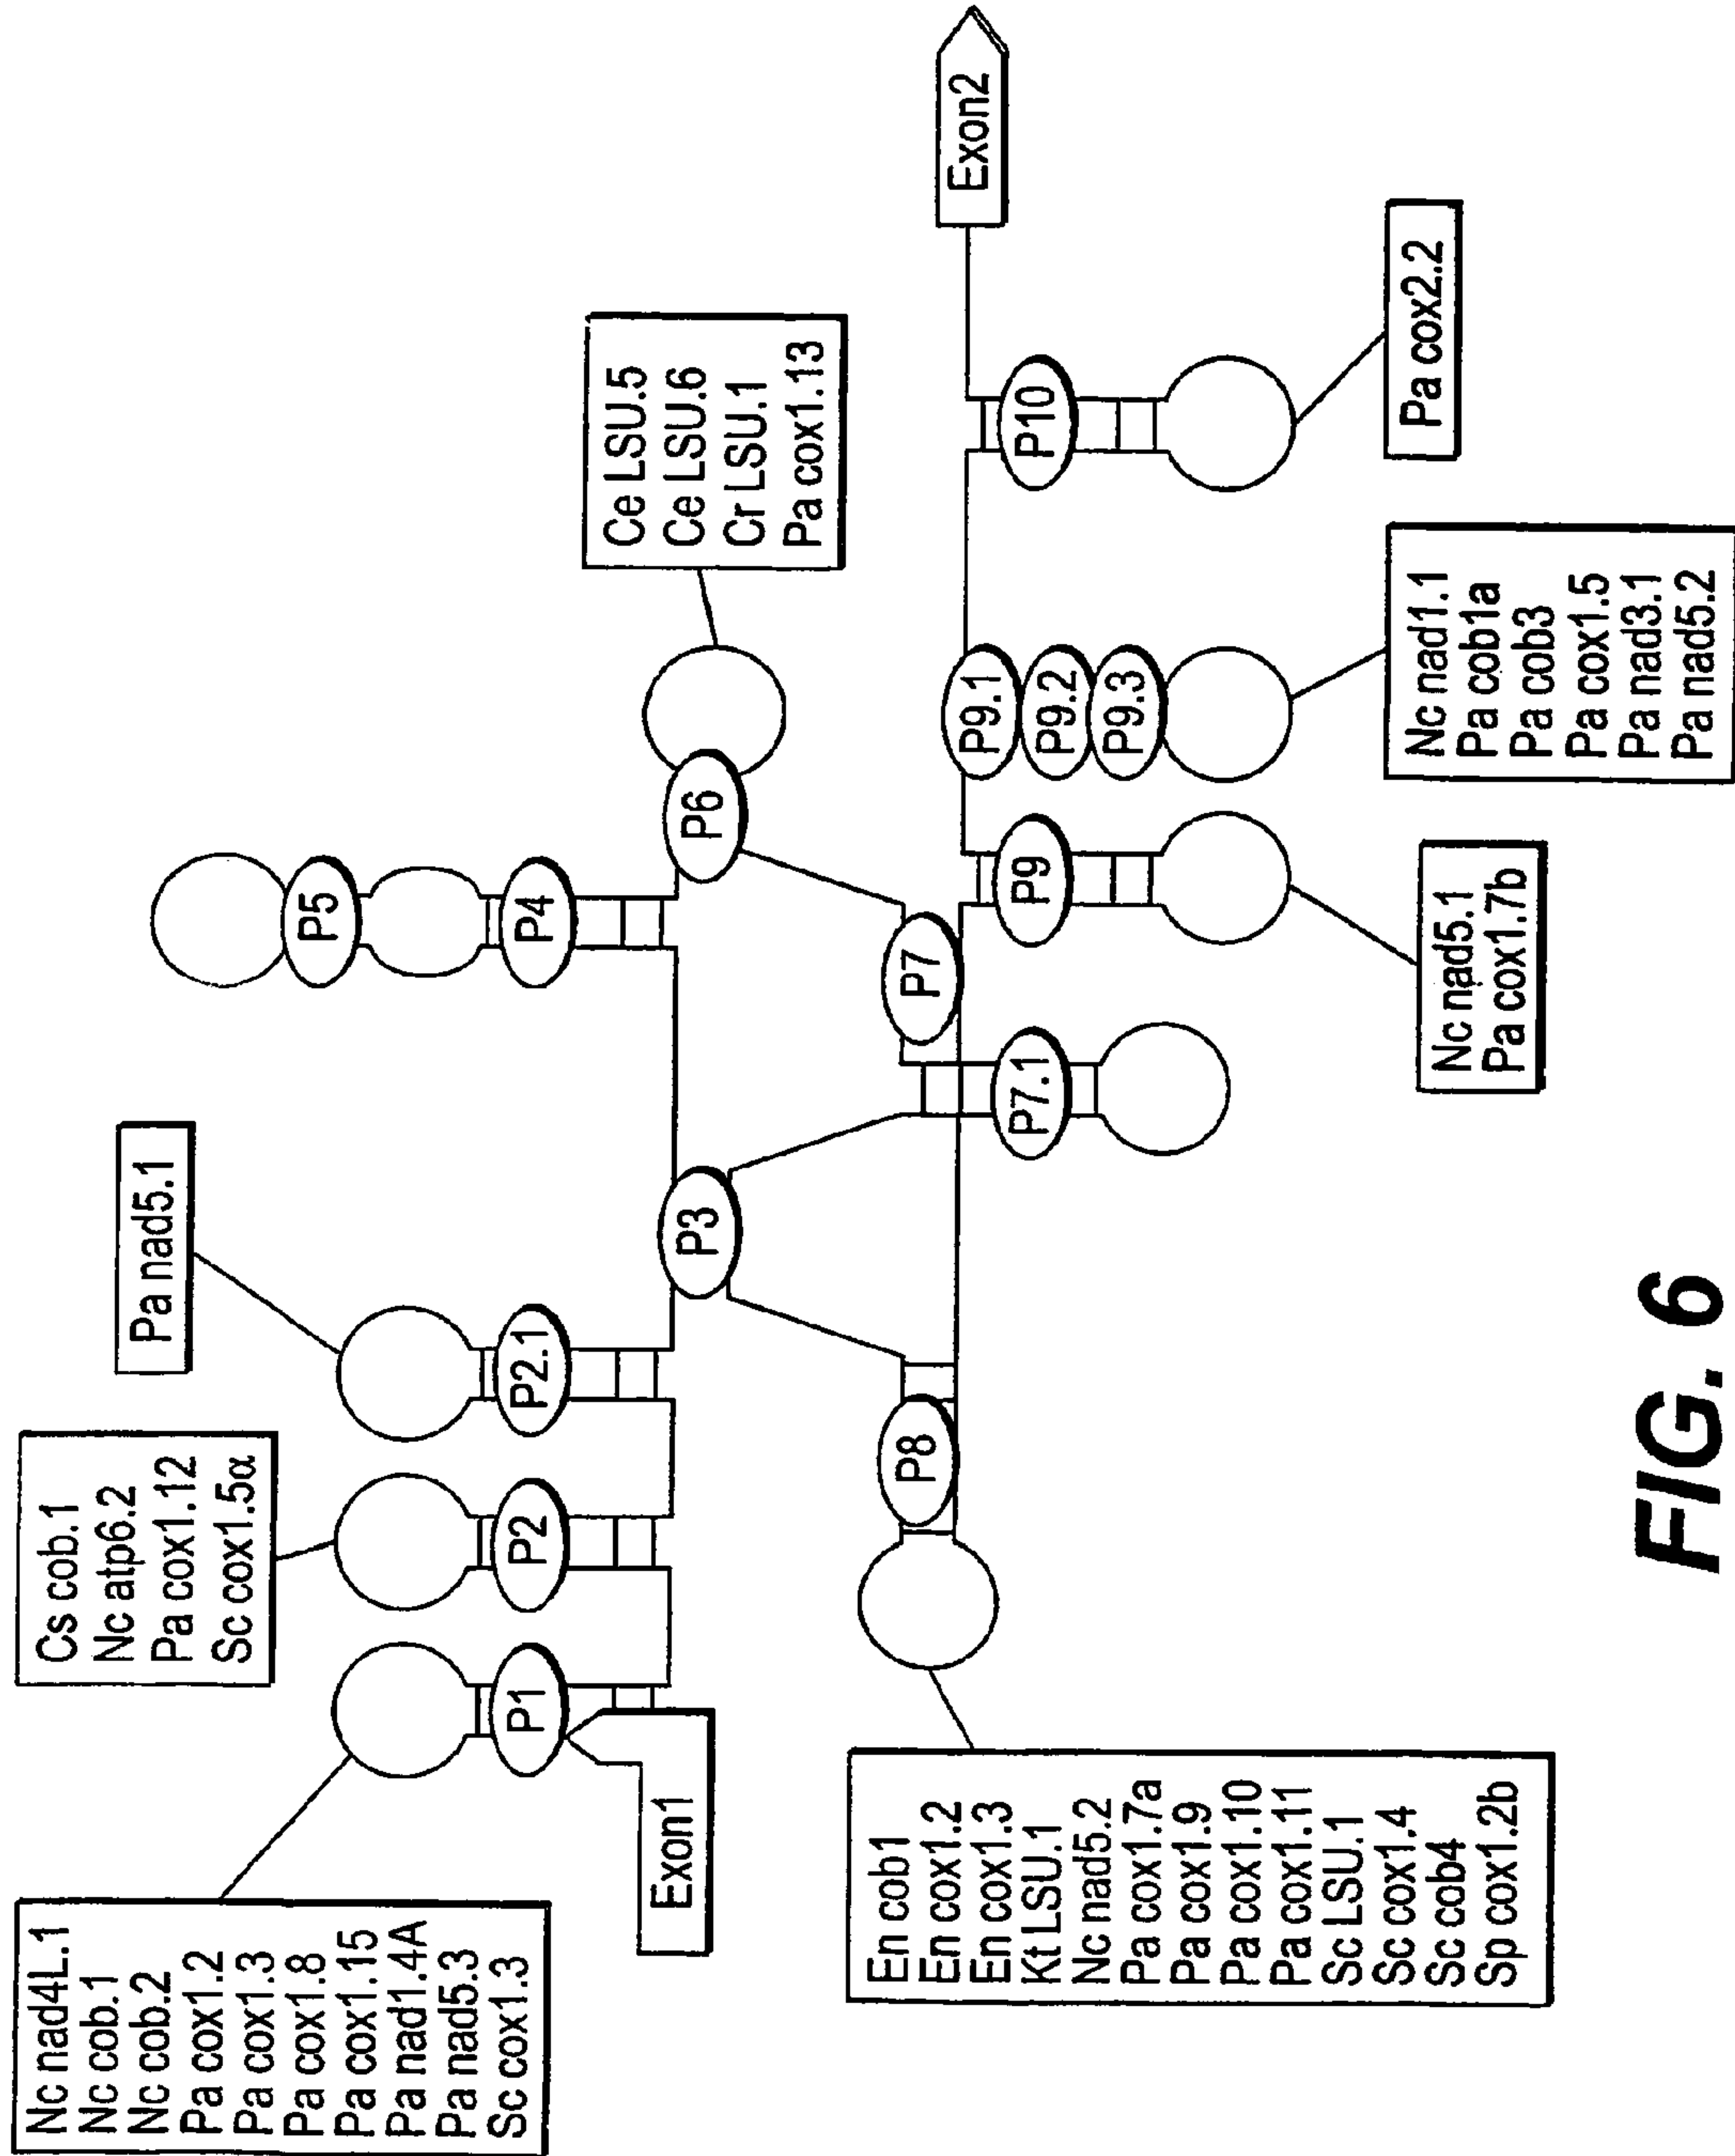 Nc nad4L.1
Nc cob.1
Nc cob.2
Pa cox1.2
Pa cox1.3
Pa cox1.8
Pa cox1.15
Pa nad1.4A
Pa nad5.3
Sc cox1.3
Cs cob.1
Nc atp6.2
Pa cox1.12
Sc cox1.5α
Pa nad5.1
P1
P2
P2.1
P5
P4
Exon1
P3
P6
Ce LSU.5
Ce LSU.6
Cr LSU.1
Pa cox1.13
P8
P7
P7.1
P9
P9.1
P9.2
P9.3
P10
Exon2
En cob1
En cox1.2
En cox1.3
Kt LSU.1
Nc nad5.2
Pa cox1.7a
Pa cox1.9
Pa cox1.10
Pa cox1.11
Sc LSU.1
Sc cox1.4
Sc cob4
Sp cox1.2b
Nc nad5.1
Pa cox1.7b
Nc nad1.1
Pa cob1a
Pa cob3
Pa cox1.5
Pa nad3.1
Pa nad5.2
Pa cox2.2
FIG. 6